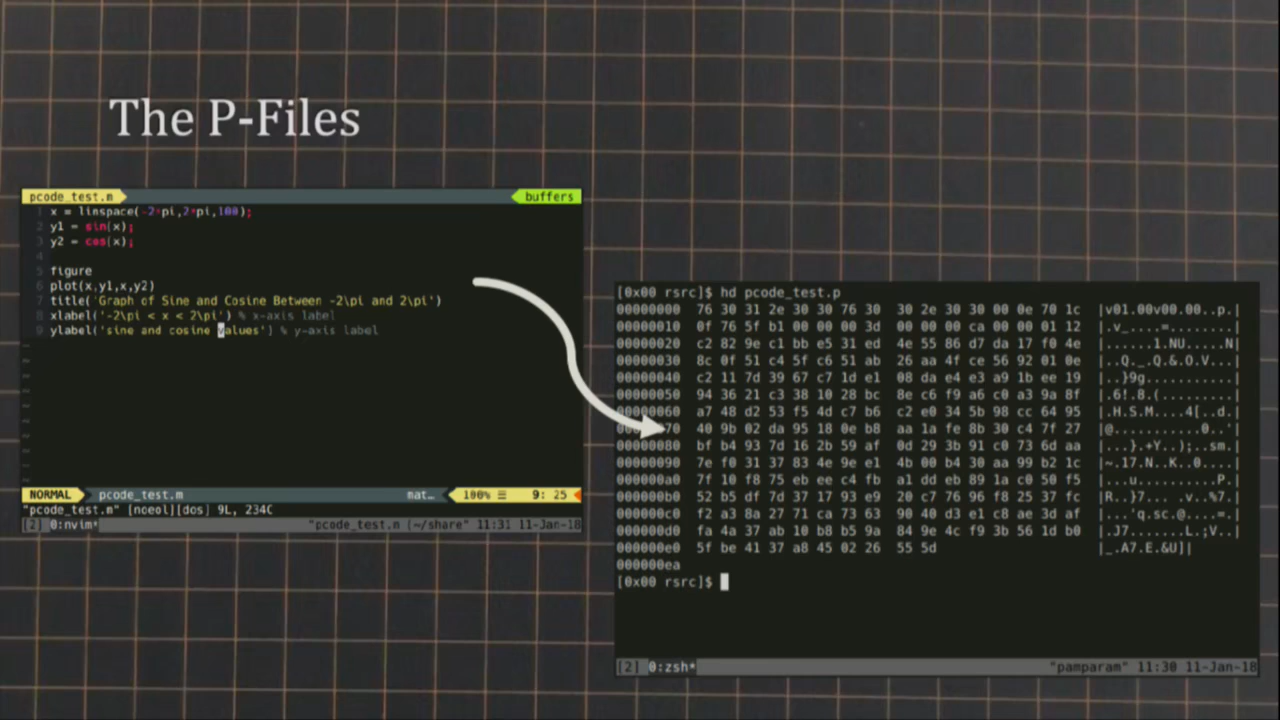 The P-Files
pcode_test.m
buffers
1 x = linspace(-2*pi,2*pi,100);
2 y1 = sin(x);
3 y2 = cos(x);
4
5 figure
6 plot(x,y1,x,y2)
7 title('Graph of Sine and Cosine Between -2\pi and 2\pi')
8 xlabel('-2\pi < x < 2\pi') % x-axis label
9 ylabel('sine and cosine values') % y-axis label
NORMAL pcode_test.m mat… 100% ☰ 9: 25
"pcode_test.m" [noeol][dos] 9L, 234C
[2] 0:nvim* "pcode_test.m (~/share" 11:31 11-Jan-18
[0x00 rsrc]$ hd pcode_test.p
00000000 76 30 31 2e 30 30 76 30 30 2e 30 30 00 0e 70 1c |v01.00v00.00..p.|
00000010 0f 76 5f b1 00 00 00 3d 00 00 00 ca 00 00 01 12 |.v_....=........|
00000020 c2 82 9e c1 bb e5 31 ed 4e 55 86 d7 da 17 f0 4e |......1.NU.....N|
00000030 8c 0f 51 c4 5f c6 51 ab 26 aa 4f ce 56 92 01 0e |..Q._.Q.&.O.V...|
00000040 c2 11 7d 39 67 c7 1d e1 08 da e4 e3 a9 1b ee 19 |..}9g...........|
00000050 94 36 21 c3 38 10 28 bc 8e c6 f9 a6 c0 a3 9a 8f |.6!.8.(.........|
00000060 a7 48 d2 53 f5 4d c7 b6 c2 e0 34 5b 98 cc 64 95 |.H.S.M....4[..d.|
70 40 9b 02 da 95 18 0e b8 aa 1a fe 8b 30 c4 7f 27 |@...........0..'|
00000080 bf b4 93 7d 16 2b 59 af 0d 29 3b 91 c0 73 6d aa |...}.+Y..);..sm.|
00000090 7e f0 31 37 83 4e 9e e1 4b 00 b4 30 aa 99 b2 1c |~.17.N..K..0....|
000000a0 7f 10 f8 75 eb ee c4 fb a1 dd eb 89 1a c0 50 f5 |...u..........P.|
000000b0 52 b5 df 7d 37 17 93 e9 20 c7 76 96 f8 25 37 fc |R..}7... .v..%7.|
000000c0 f2 a3 8a 27 71 ca 73 63 90 40 d3 e1 c8 ae 3d af |...'q.sc.@....=.|
000000d0 fa 4a 37 ab 10 b8 b5 9a 84 9e 4c f9 3b 56 1d b0 |.J7.......L.;V..|
000000e0 5f be 41 37 a8 45 02 26 55 5d |_.A7.E.&U]|
000000ea
[0x00 rsrc]$
[2] 0:zsh* "pamparam" 11:30 11-Jan-18